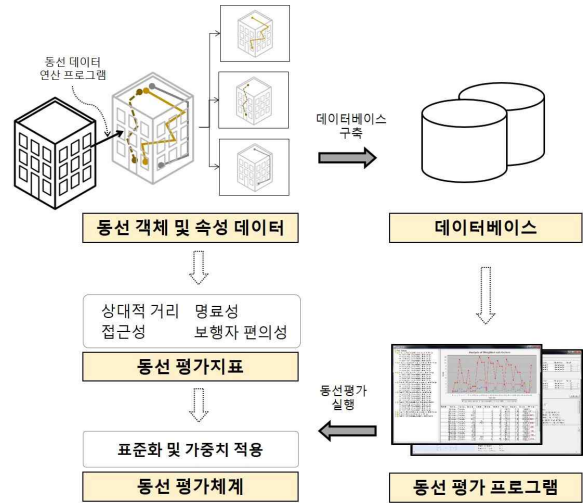 동선 데이터
연산 프로그램
데이터베이스
구축
동선 객체 및 속성 데이터
데이터베이스
상대적 거리 명료성
접근성 보행자 편의성
동선 평가지표
동선평가
실행
표준화 및 가중치 적용
동선 평가체계
동선 평가 프로그램